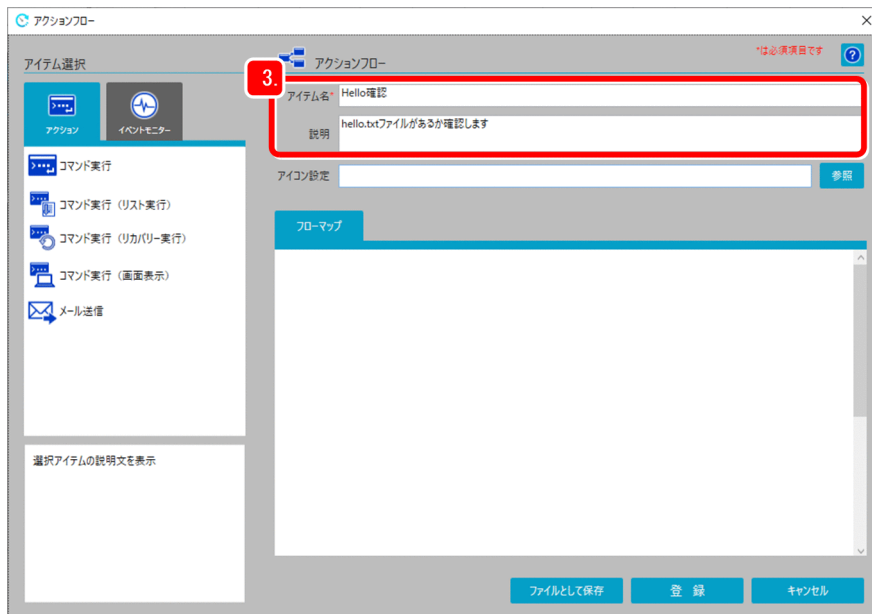 アクションフロー
アイテム選択
アクションフロー
*は必須項目です
3.
アイテム名*
Hello確認
説明
hello.txtファイルがあるか確認します
アクション
イベントモニター
アイコン設定
参照
コマンド実行
コマンド実行（リスト実行）
コマンド実行（リカバリー実行）
コマンド実行（画面表示）
メール送信
フローマップ
選択アイテムの説明文を表示
ファイルとして保存
登 録
キャンセル